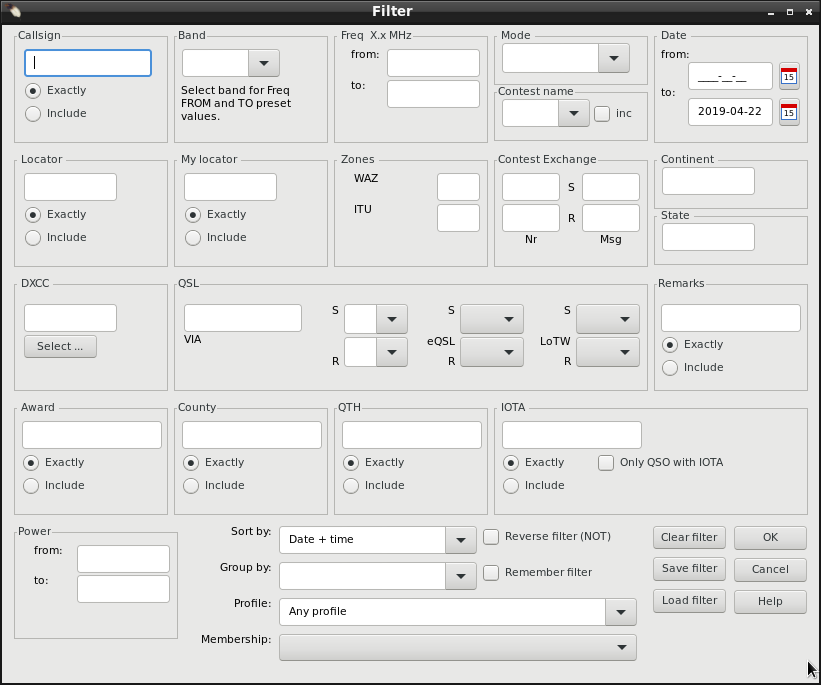 Filter
Callsign
Exactly
Include
Band
Select band for Freq
FROM and TO preset
values.
Freq X.x MHz
from:
to:
Mode
Contest name
inc
Date
from:
____-__-__
15
to:
2019-04-22
15
Locator
Exactly
Include
My locator
Exactly
Include
Zones
WAZ
ITU
Contest Exchange
S
R
Nr
Msg
Continent
State
DXCC
Select ...
QSL
VIA
S
R
S
eQSL
R
S
LoTW
R
Remarks
Exactly
Include
Award
Exactly
Include
County
Exactly
Include
QTH
Exactly
Include
IOTA
Exactly
Only QSO with IOTA
Include
Power
from:
to:
Sort by:
Date + time
Reverse filter (NOT)
Group by:
Remember filter
Profile:
Any profile
Membership:
Clear filter
OK
Save filter
Cancel
Load filter
Help